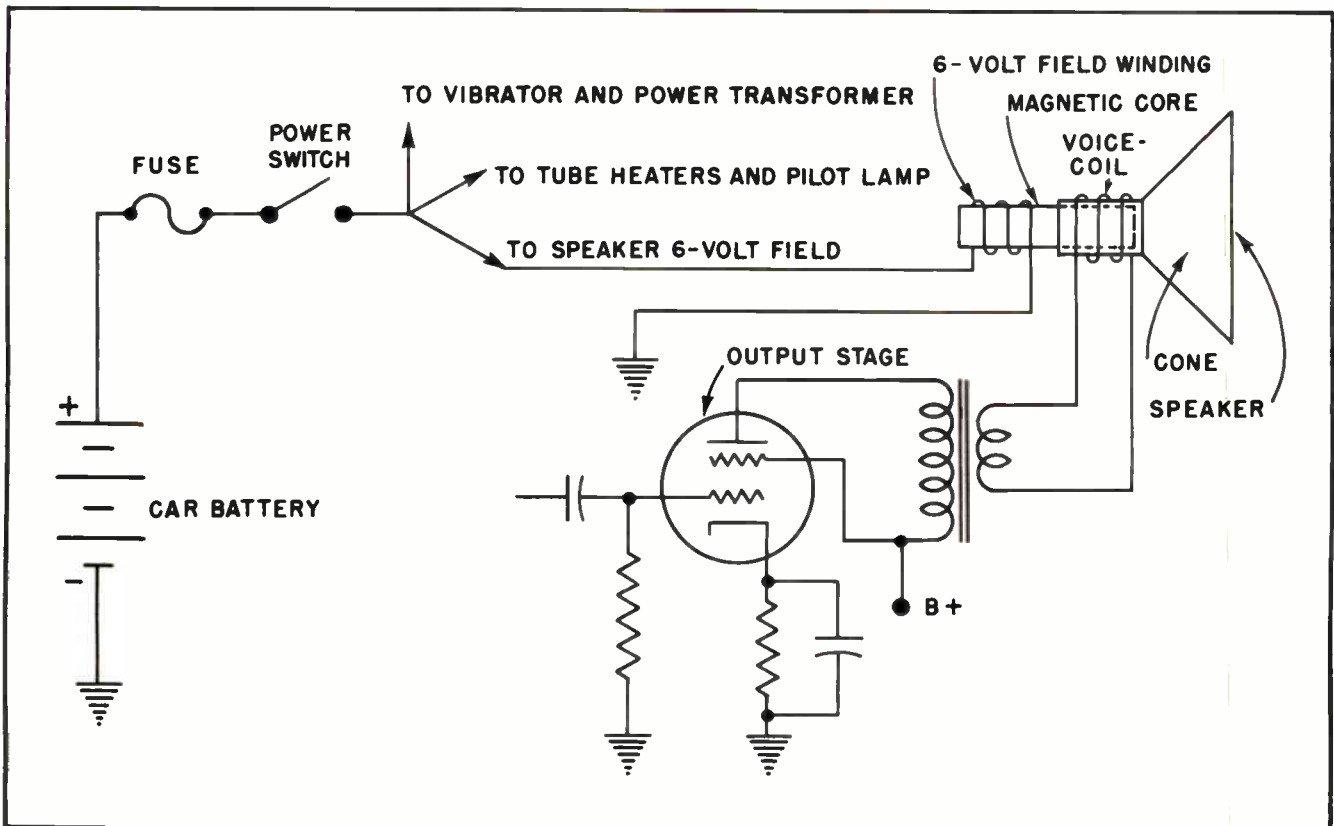 6-VOLT FIELD WINDING
TO VIBRATOR AND POWER TRANSFORMER
MAGNETIC CORE
POWER
SWITCH
VOICE-
COIL
FUSE
TO TUBE HEATERS AND PILOT LAMP
TO SPEAKER 6-VOLT FIELD
OUTPUT STAGE
CONE
SPEAKER
+
CAR BATTERY
-
B+